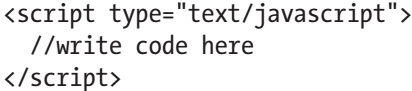 <script type="text/javascript">
//write code here
</script>